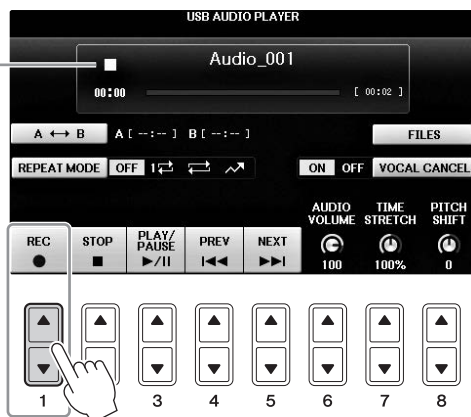 USB AUDIO PLAYER
Audio_001
00:00 [ 00:02 ]
A ↔ B A [ --:-- ] B [ --:-- ] FILES
REPEAT MODE OFF 1 ON OFF VOCAL CANCEL
AUDIO VOLUME TIME STRETCH PITCH SHIFT
REC STOP PLAY/PAUSE PREV NEXT
100 100% 0
1 3 4 5 6 7 8